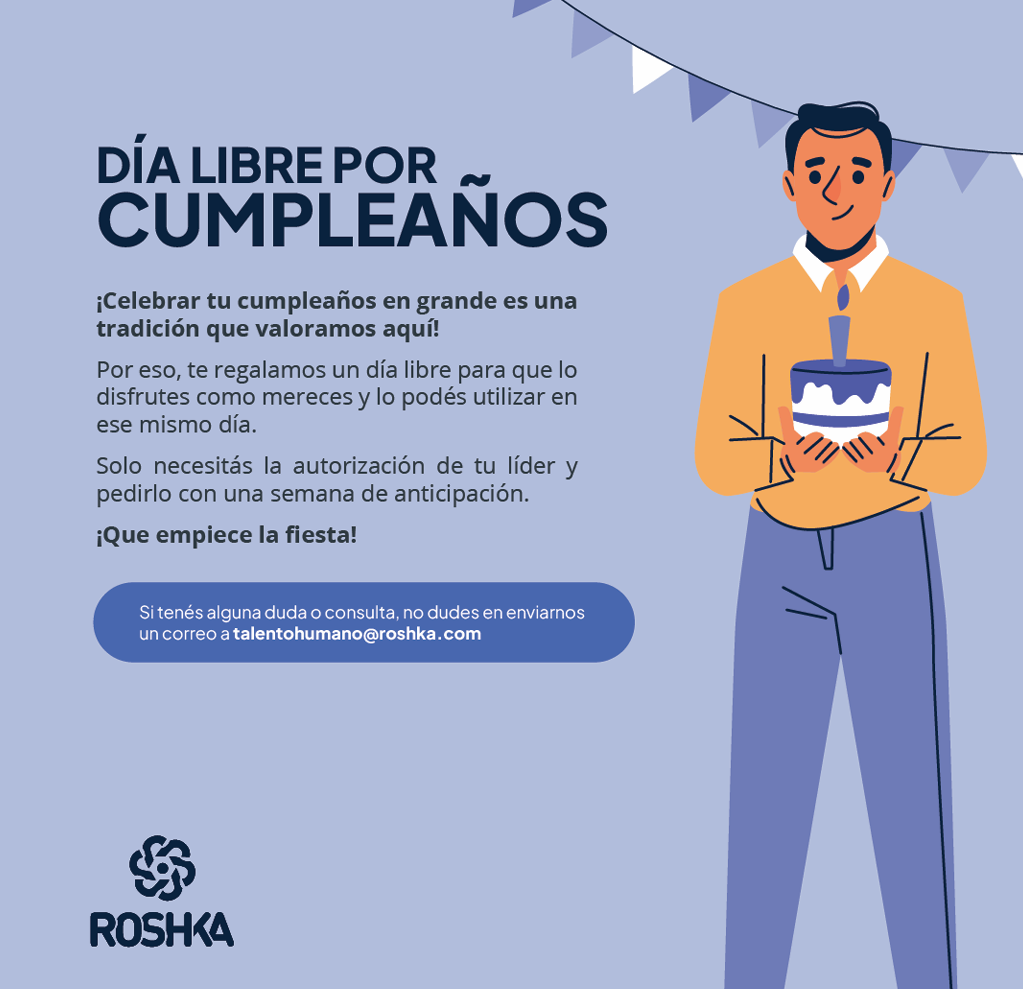 DÍA LIBRE POR
CUMPLEAÑOS
¡Celebrar tu cumpleaños en grande es una
tradición que valoramos aquí!
Por eso, te regalamos un día libre para que lo
disfrutes como mereces y lo podés utilizar en
ese mismo día.
Solo necesitás la autorización de tu líder y
pedirlo con una semana de anticipación.
¡Que empiece la fiesta!
Si tenés alguna duda o consulta, no dudes en enviarnos
un correo a talentohumano@roshka.com
ROSHKA